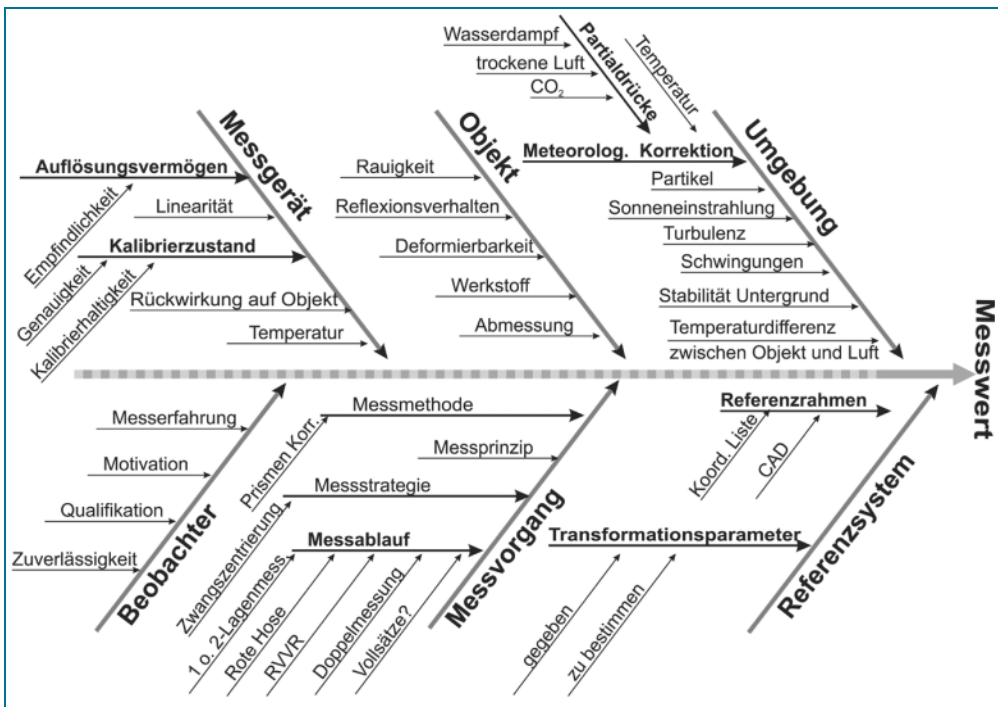 Wasserdampf
trockene Luft
CO₂
Partialdrücke
Temperatur
Messgerät
Auflösungsvermögen
Empfindlichkeit
Linearität
Kalibrierzustand
Genauigkeit
Kalibrierhaltigkeit
Rückwirkung auf Objekt
Temperatur
Objekt
Rauigkeit
Reflexionsverhalten
Deformierbarkeit
Werkstoff
Abmessung
Umgebung
Meteorolog. Korrektion
Partikel
Sonneneinstrahlung
Turbulenz
Schwingungen
Stabilität Untergrund
Temperaturdifferenz
zwischen Objekt und Luft
Messwert
Beobachter
Messerfahrung
Motivation
Qualifikation
Zuverlässigkeit
Messvorgang
Messmethode
Prismen Korr.
Messprinzip
Messstrategie
Zwangszentrierung
Messablauf
1 o. 2-Lagenmess..
Rote Hose
RVVR
Doppelmessung
Vollsätze?
Referenzsystem
Referenzrahmen
Koord. Liste
CAD
Transformationsparameter
gegeben
zu bestimmen